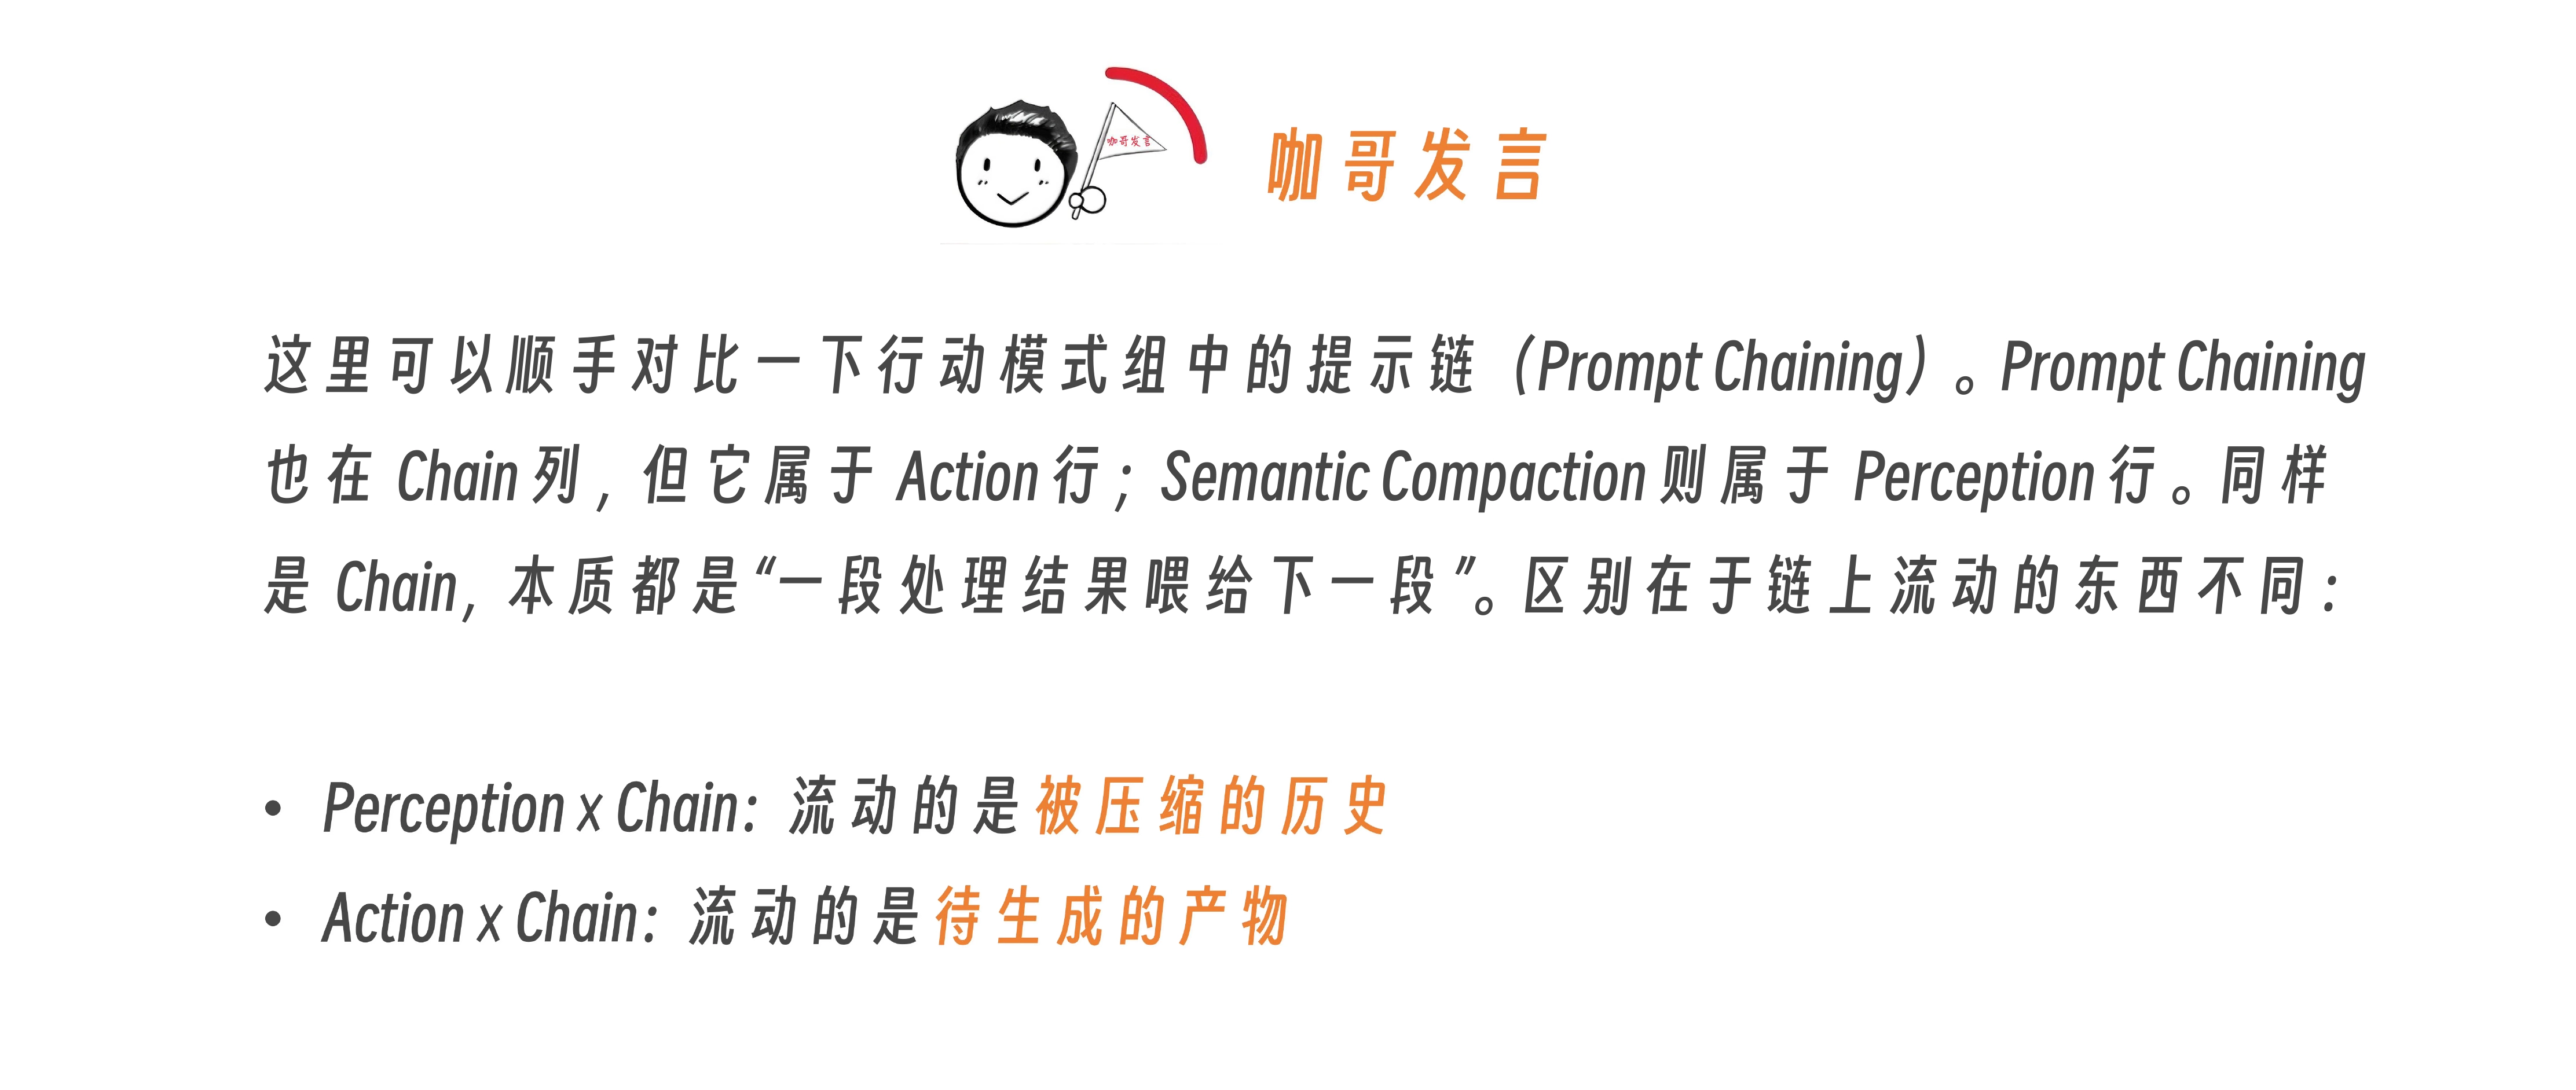 咖哥发言
咖哥发言
这里可以顺手对比一下行动模式组中的提示链（Prompt Chaining）。Prompt Chaining
也在 Chain 列，但它属于 Action 行；Semantic Compaction 则属于 Perception 行。同样
是 Chain，本质都是“一段处理结果喂给下一段”。区别在于链上流动的东西不同：
• Perception × Chain：流动的是被压缩的历史
• Action × Chain：流动的是待生成的产物